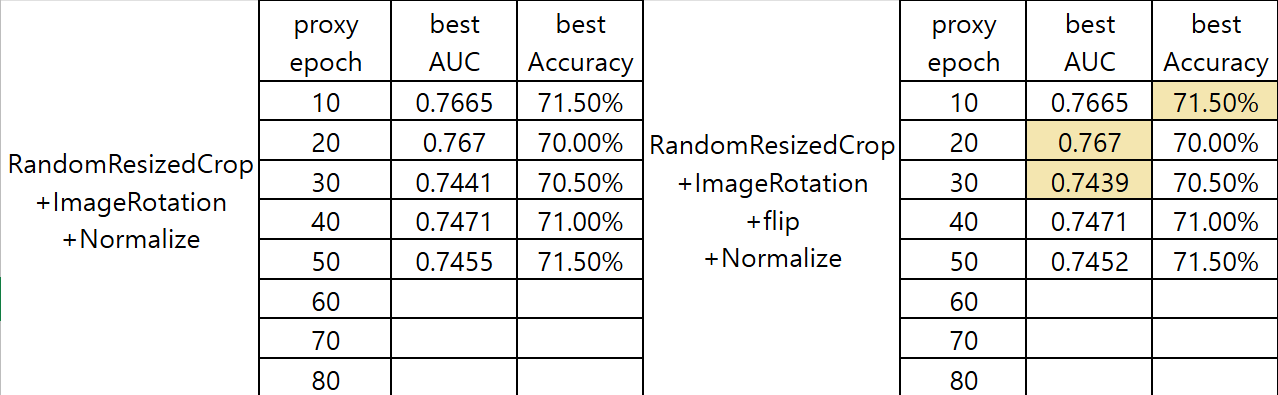 proxy epoch best AUC best Accuracy proxy epoch best AUC best Accuracy
10 0.7665 71.50% 10 0.7665 71.50%
20 0.767 70.00% 20 0.767 70.00%
30 0.7441 70.50% 30 0.7439 70.50%
40 0.7471 71.00% 40 0.7471 71.00%
50 0.7455 71.50% 50 0.7452 71.50%
60 60
70 70
80 80
RandomResizedCrop
+ImageRotation
+Normalize
RandomResizedCrop
+ImageRotation
+flip
+Normalize